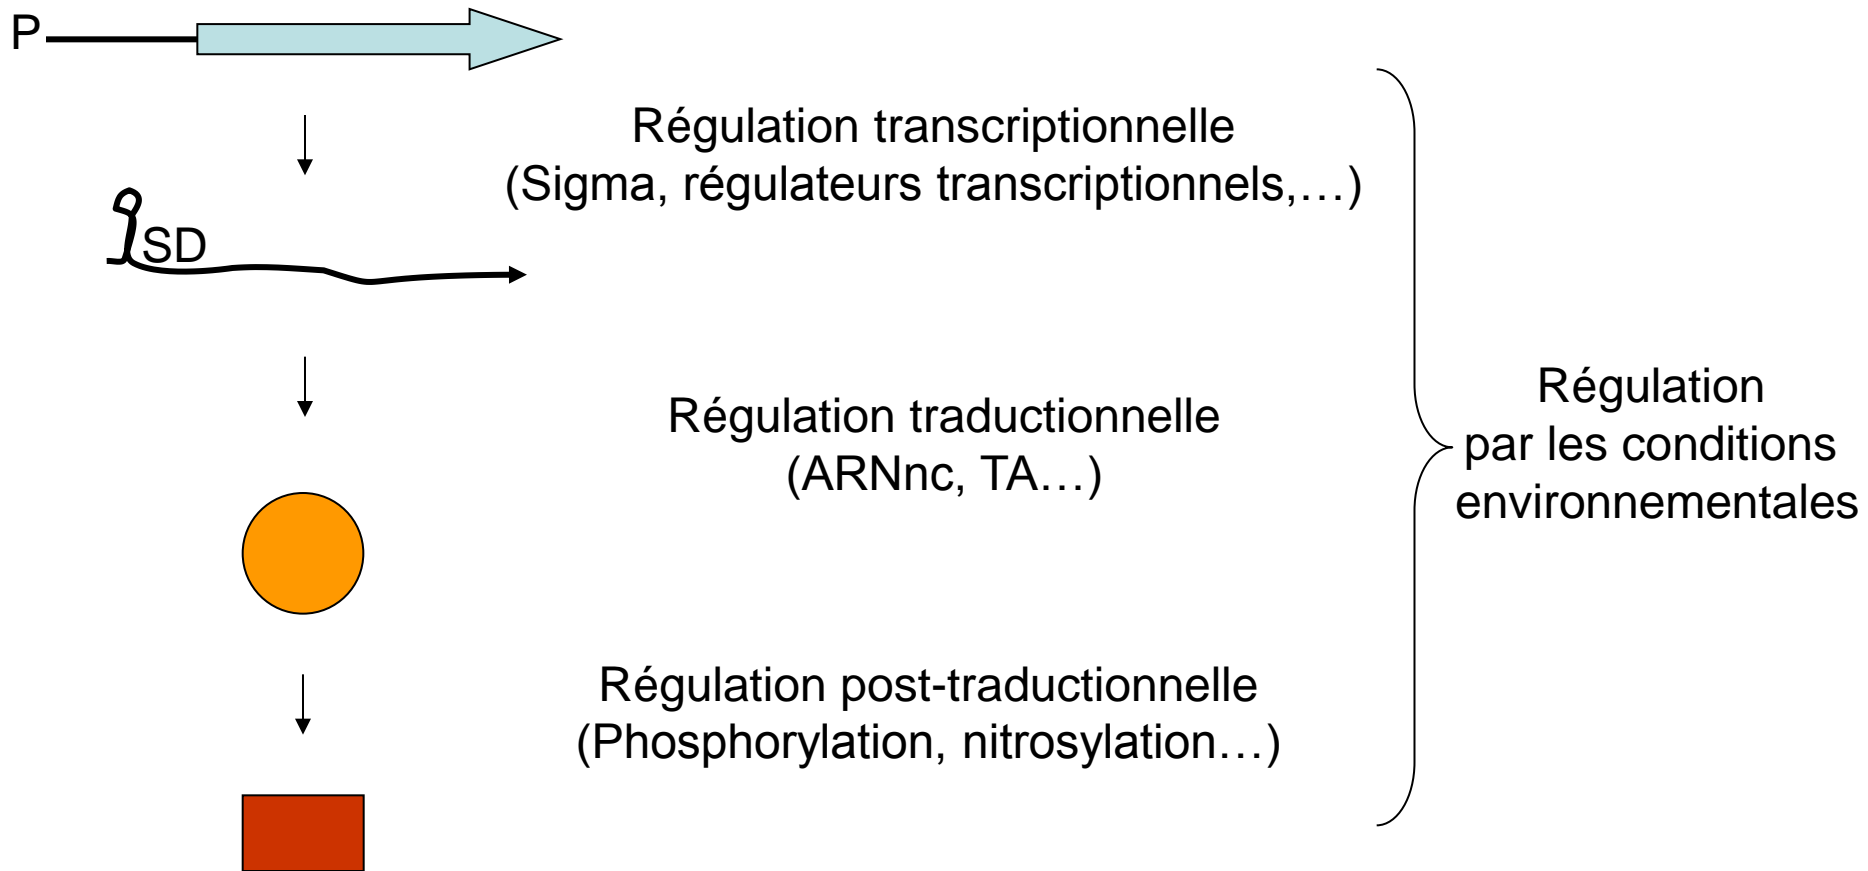 P
Régulation transcriptionnelle
(Sigma, régulateurs transcriptionnels,…)
SD
Régulation traductionnelle
(ARNnc, TA…)
Régulation
par les conditions
environnementales
Régulation post-traductionnelle
(Phosphorylation, nitrosylation…)